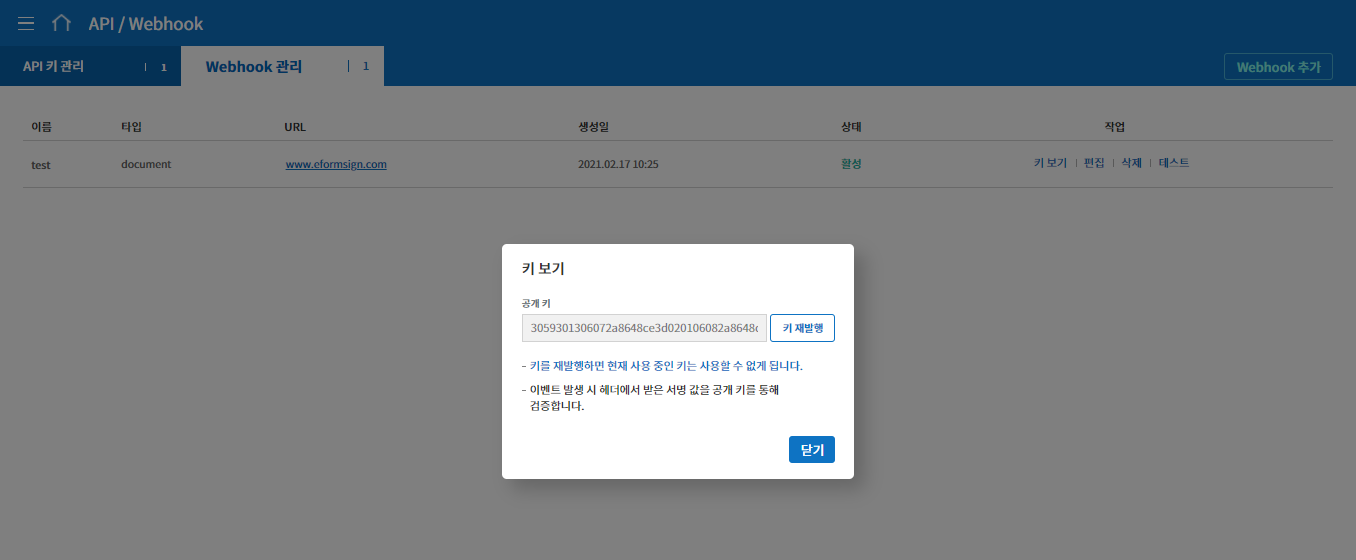 API / Webhook
API 키 관리 | 1
Webhook 관리 | 1
Webhook 추가
이름 타입 URL 생성일 상태 작업
test document www.eformsign.com 2021.02.17 10:25 활성 키 보기 | 편집 | 삭제 | 테스트
키 보기
공개 키
3059301306072a8648ce3d020106082a8648c 키 재발행
- 키를 재발행하면 현재 사용 중인 키는 사용할 수 없게 됩니다.
- 이벤트 발생 시 헤더에서 받은 서명 값을 공개 키를 통해
검증합니다.
닫기